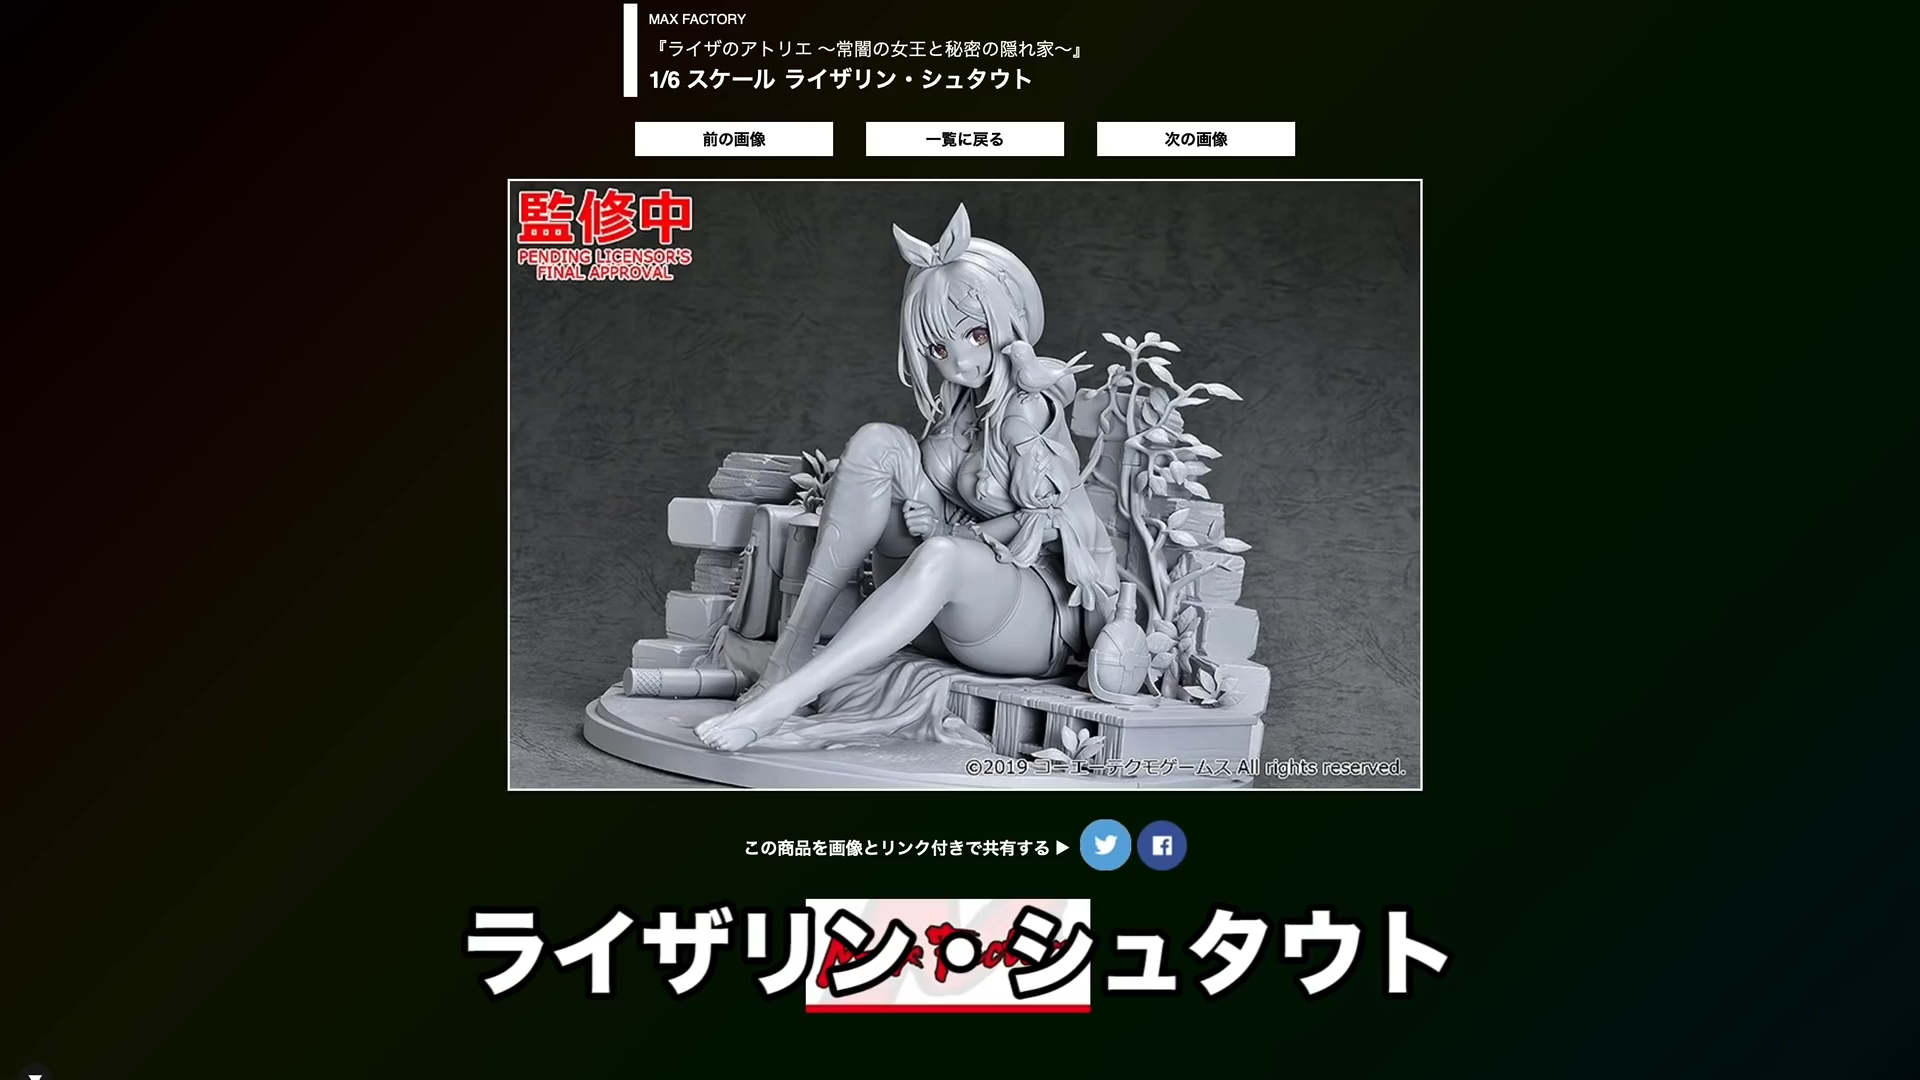 MAX FACTORY
『ライザのアトリエ ～常闇の女王と秘密の隠れ家～』
1/6 スケール ライザリン・シュタウト
前の画像
一覧に戻る
次の画像
監修中
PENDING LICENSOR'S
FINAL APPROVAL
©2019 コーエーテクモゲームス All rights reserved.
この商品を画像とリンク付きで共有する ▶
ライザリン・シュタウト